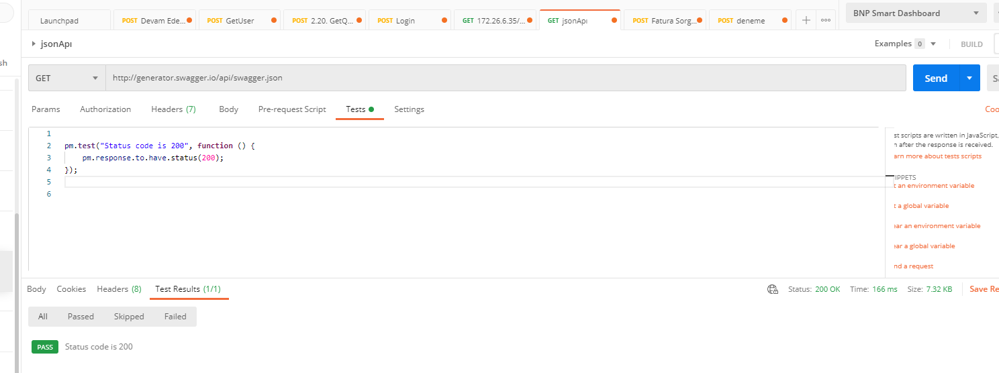 Launchpad
POST Devam Ede...
POST GetUser
POST 2.20. GetQ...
POST Login
GET 172.26.6.35/...
GET jsonApı
POST Fatura Sorg...
POST deneme
BNP Smart Dashboard
jsonApı
Examples 0
BUILD
sh
GET http://generator.swagger.io/api/swagger.json
Send
Sa
Params Authorization Headers (7) Body Pre-request Script Tests Settings
Coo
1
2 pm.test("Status code is 200", function () {
3 pm.response.to.have.status(200);
4 });
5
6
st scripts are written in JavaScript,
n after the response is received.
arn more about tests scripts
IPPETS
t an environment variable
t a global variable
ear an environment variable
ear a global variable
nd a request
Body Cookies Headers (8) Test Results (1/1)
Status: 200 OK Time: 166 ms Size: 7.32 KB
Save Re
All Passed Skipped Failed
PASS Status code is 200